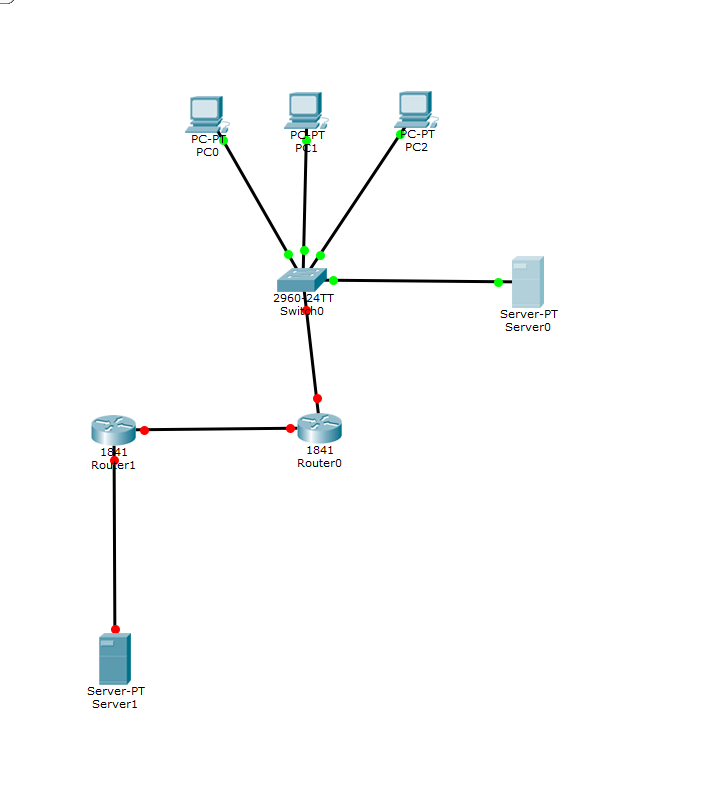 PC-PT
PC0
PC-PT
PC1
PC-PT
PC2
2960-24TT
Switch0
Server-PT
Server0
1841
Router1
1841
Router0
Server-PT
Server1